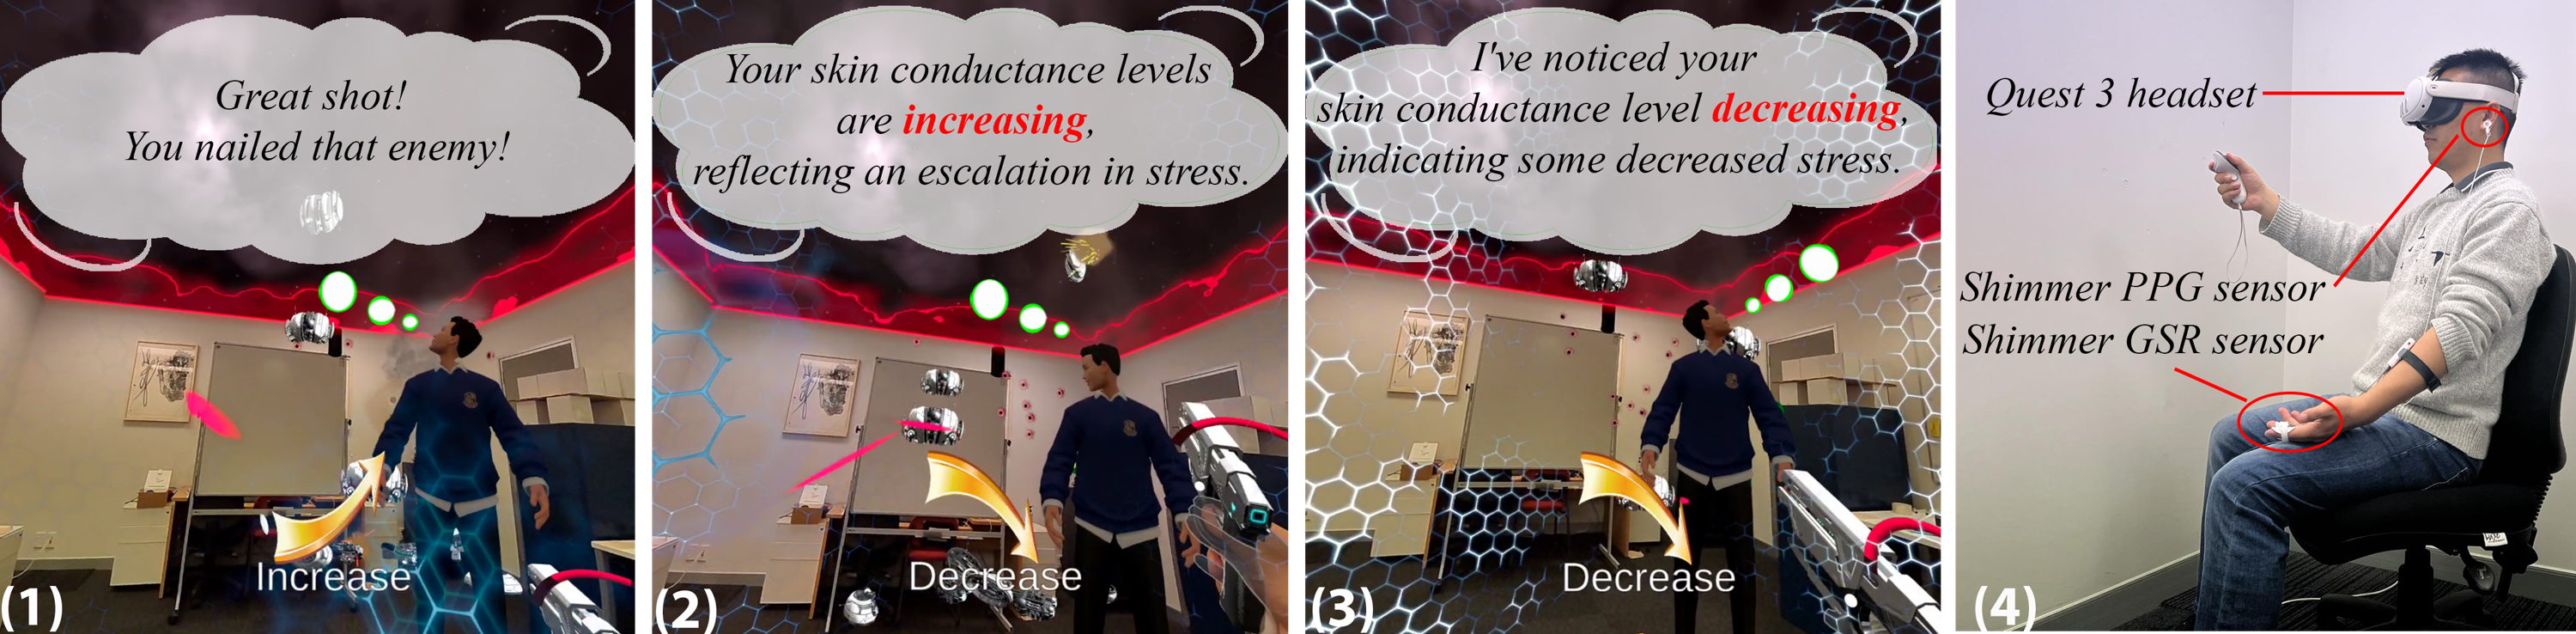 Great shot!
You nailed that enemy!
Increase
(1)
Your skin conductance levels
are increasing,
reflecting an escalation in stress.
Decrease
(2)
I've noticed your
skin conductance level decreasing,
indicating some decreased stress.
Decrease
(3)
Quest 3 headset
Shimmer PPG sensor
Shimmer GSR sensor
(4)